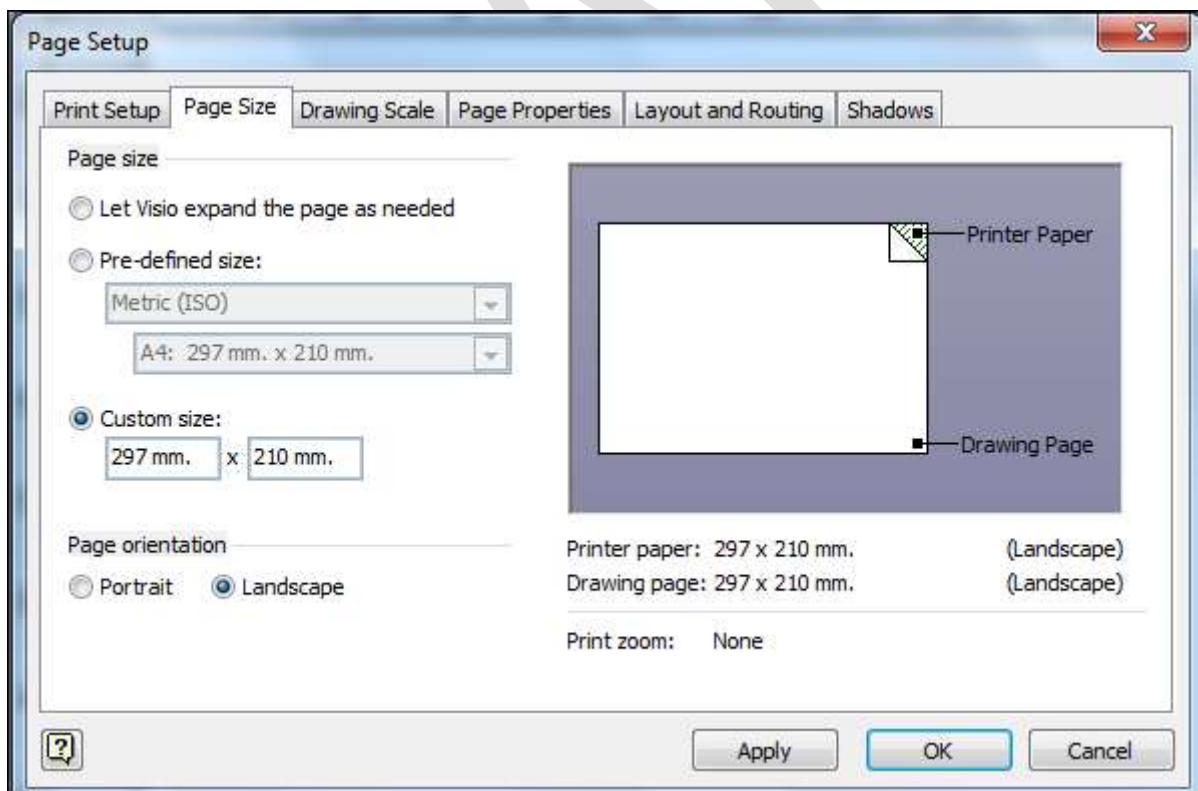 Page Setup
X
Print Setup Page Size Drawing Scale Page Properties Layout and Routing Shadows
Page size
Let Visio expand the page as needed
Pre-defined size:
Metric (ISO)
A4: 297 mm. x 210 mm.
Custom size:
297 mm. x 210 mm.
Page orientation
Portrait Landscape
Printer Paper
Drawing Page
Printer paper: 297 x 210 mm. (Landscape)
Drawing page: 297 x 210 mm. (Landscape)
Print zoom: None
? Apply OK Cancel